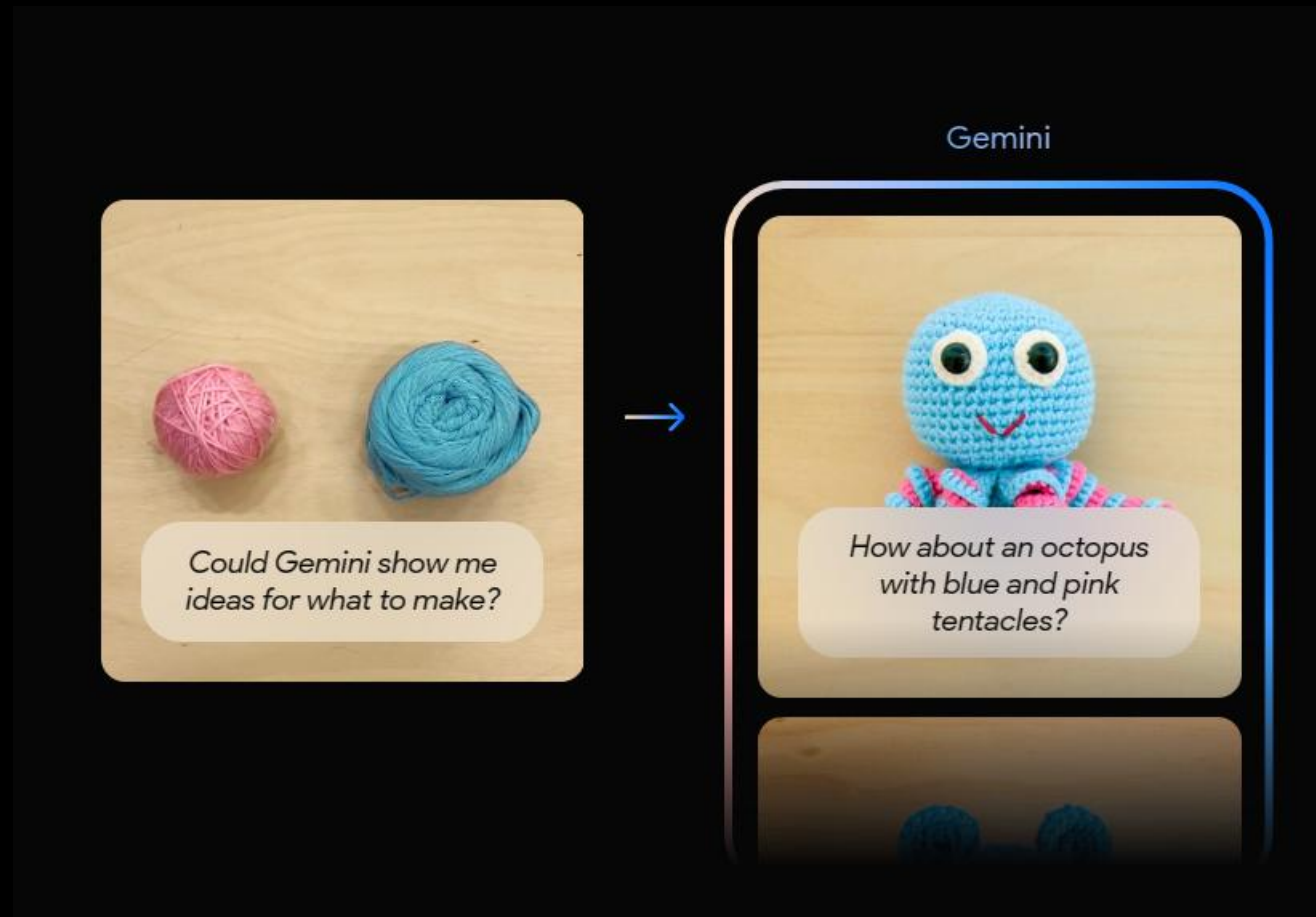 Could Gemini show me
ideas for what to make?
Gemini
How about an octopus
with blue and pink
tentacles?